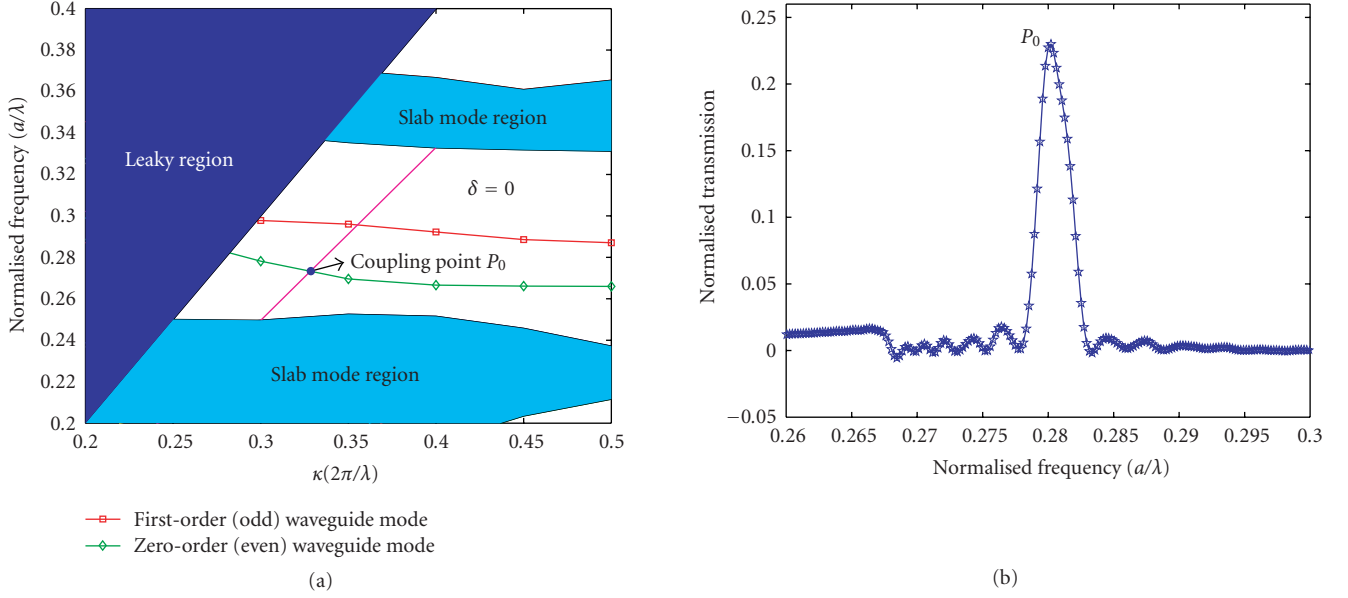 (a)
Normalised frequency (a/λ)
0.4
0.38
0.36
0.34
0.32
0.3
0.28
0.26
0.24
0.22
0.2
Leaky region
Slab mode region
δ = 0
Coupling point P0
Slab mode region
0.2 0.25 0.3 0.35 0.4 0.45 0.5
κ(2π/λ)
First-order (odd) waveguide mode
Zero-order (even) waveguide mode
(a)
Normalised transmission
0.25
0.2
0.15
0.1
0.05
0
−0.05
P0
0.26 0.265 0.27 0.275 0.28 0.285 0.29 0.295 0.3
Normalised frequency (a/λ)
(b)